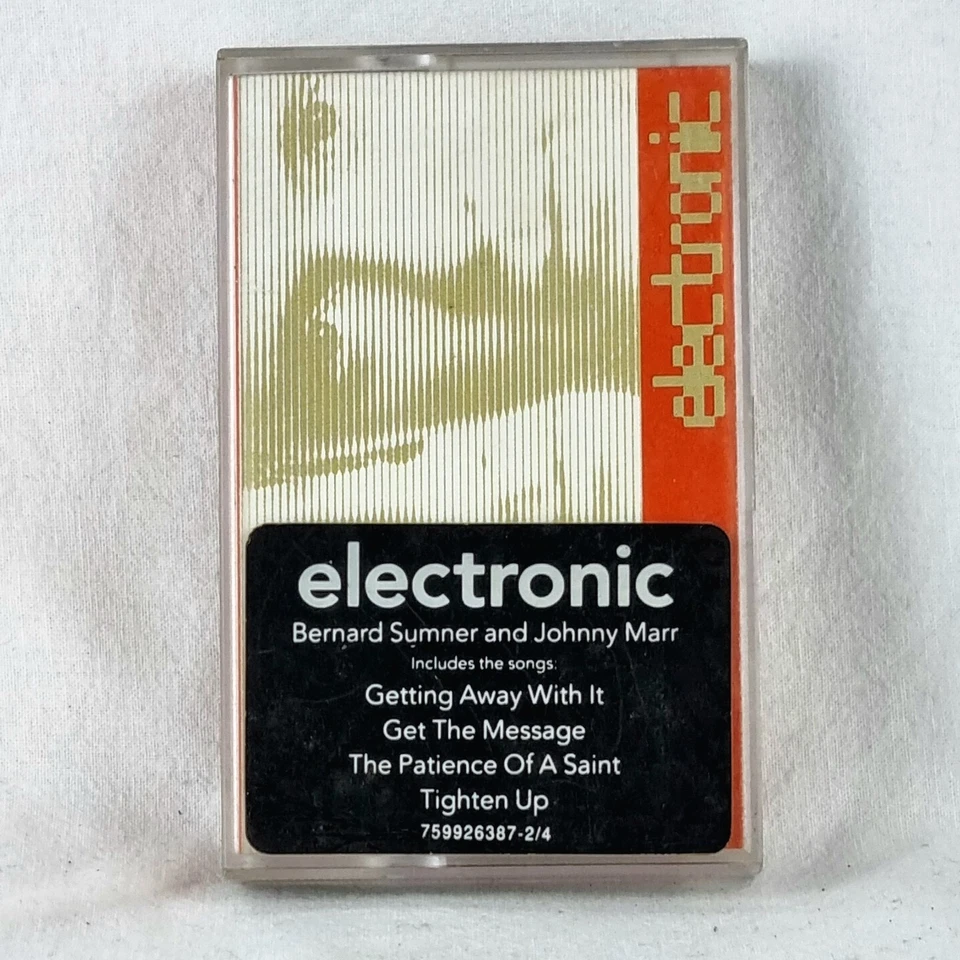 electronic
electronic
Bernard Sumner and Johnny Marr
Includes the songs:
Getting Away With It
Get The Message
The Patience Of A Saint
Tighten Up
759926387-2/4